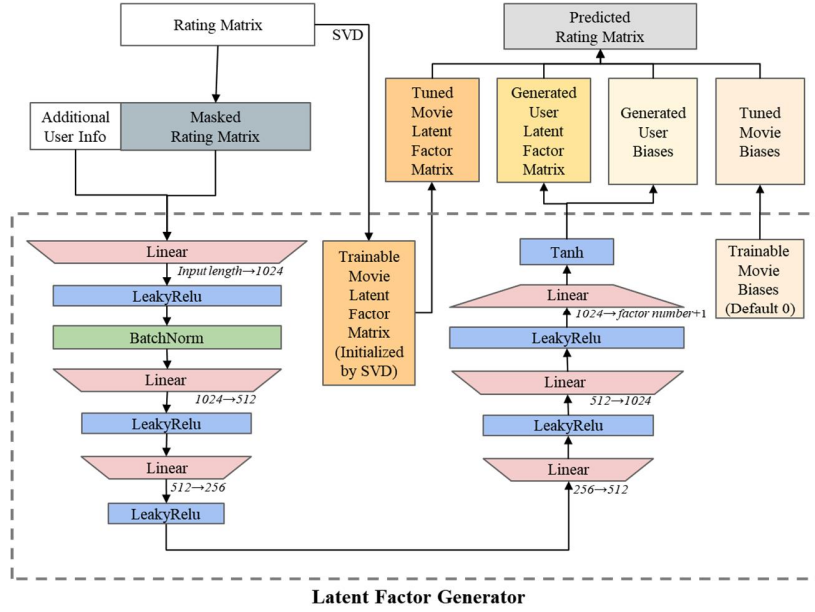 Rating Matrix
SVD
Additional
User Info
Masked
Rating Matrix
Predicted
Rating Matrix
Tuned
Movie
Latent
Factor
Matrix
Generated
User
Latent
Factor
Matrix
Generated
User
Biases
Tuned
Movie
Biases
Linear
Input length→1024
LeakyRelu
BatchNorm
Linear
1024→512
LeakyRelu
Linear
512→256
LeakyRelu
Trainable
Movie
Latent
Factor
Matrix
(Initialized
by SVD)
Tanh
Linear
1024→factor number+1
LeakyRelu
Linear
512→1024
LeakyRelu
Linear
256→512
Trainable
Movie
Biases
(Default 0)
Latent Factor Generator